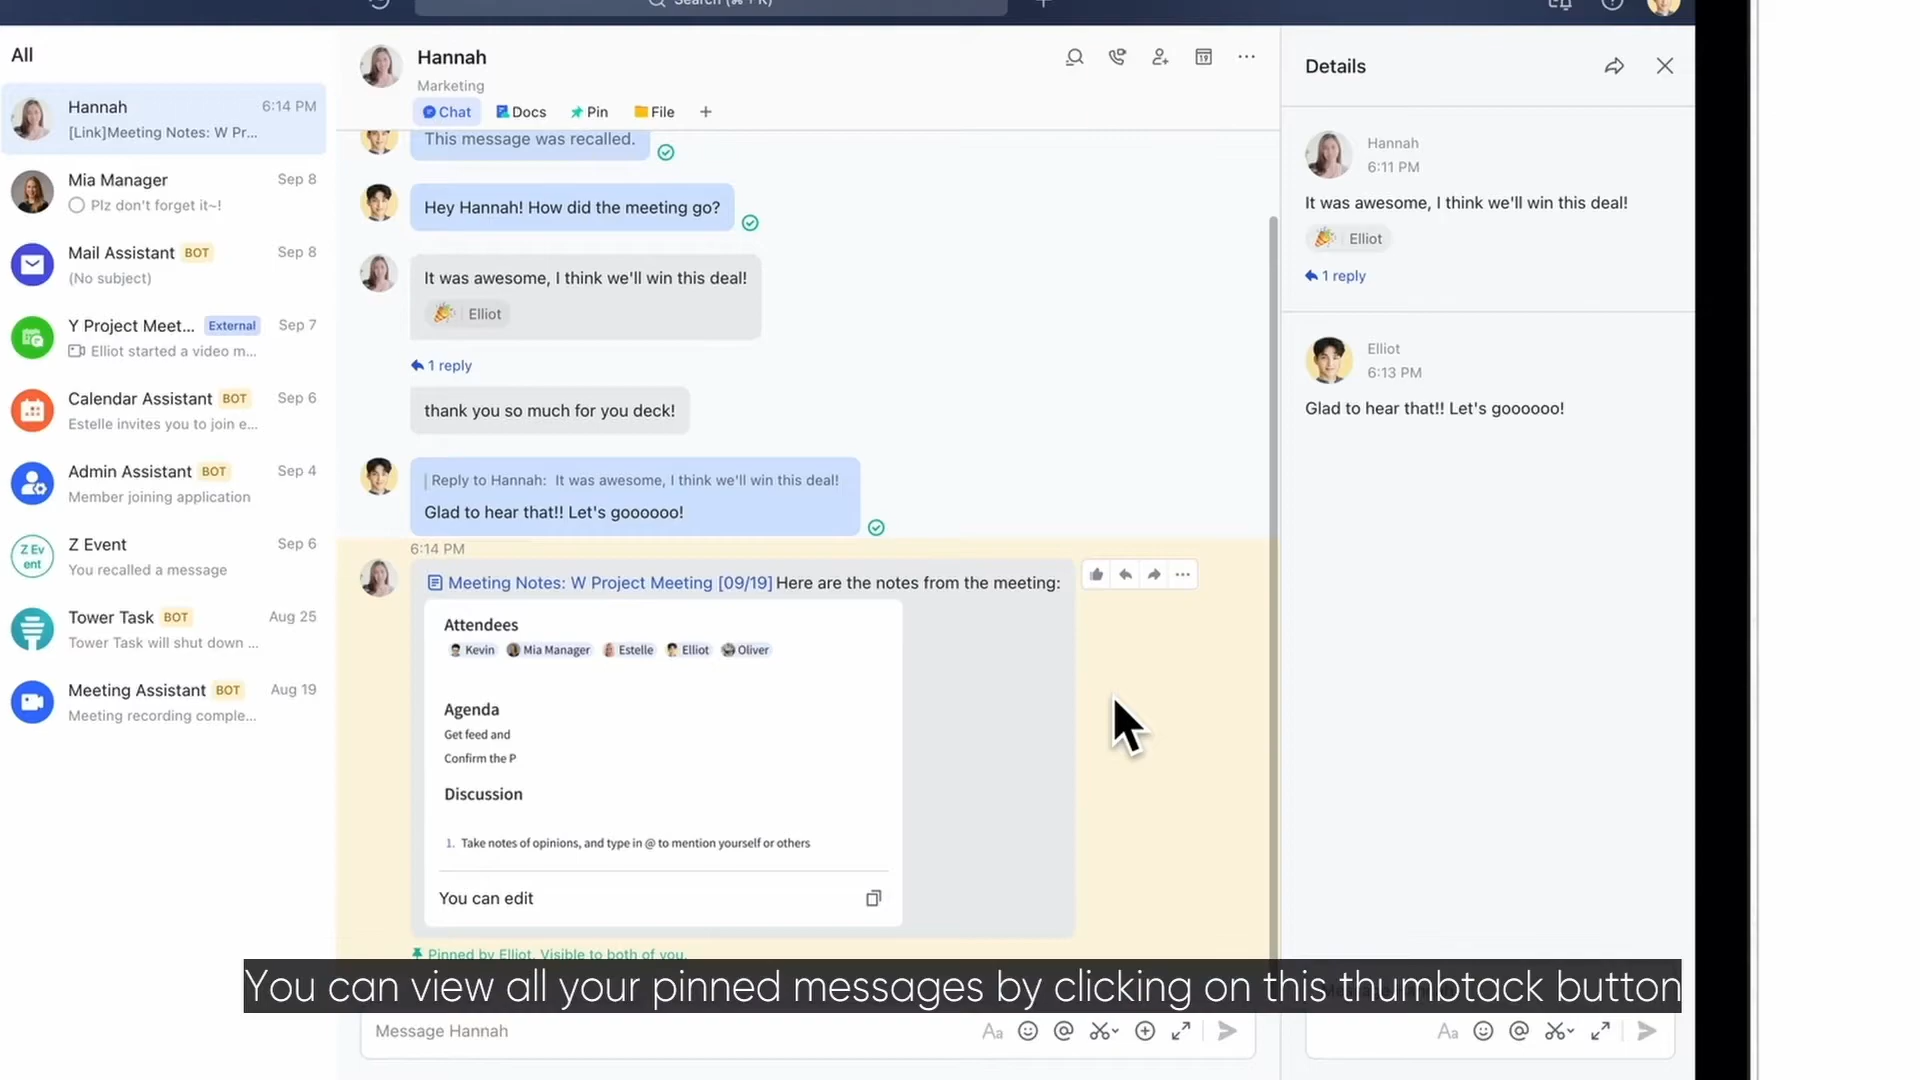 Search (⌘ + K)
All
Hannah
6:14 PM
[Link]Meeting Notes: W Pr...
Mia Manager
Sep 8
Plz don't forget it~!
Mail Assistant BOT
Sep 8
(No subject)
Y Project Meet... External
Sep 7
Elliot started a video m...
Calendar Assistant BOT
Sep 6
Estelle invites you to join e...
Admin Assistant BOT
Sep 4
Member joining application
Z Ev
ent
Z Event
Sep 6
You recalled a message
Tower Task BOT
Aug 25
Tower Task will shut down ...
Meeting Assistant BOT
Aug 19
Meeting recording comple...
Hannah
Marketing
19
Chat Docs Pin File +
This message was recalled.
Hey Hannah! How did the meeting go?
It was awesome, I think we'll win this deal!
Elliot
1 reply
thank you so much for you deck!
Reply to Hannah: It was awesome, I think we'll win this deal!
Glad to hear that!! Let's goooooo!
6:14 PM
Meeting Notes: W Project Meeting [09/19] Here are the notes from the meeting:
Attendees
Kevin Mia Manager Estelle Elliot Oliver
Agenda
Get feed and
Confirm the P
Discussion
1. Take notes of opinions, and type in @ to mention yourself or others
You can edit
Pinned by Elliot. Visible to both of you.
You can view all your pinned messages by clicking on this thumbtack button
Message Hannah
Aa
Details
Hannah
6:11 PM
It was awesome, I think we'll win this deal!
Elliot
1 reply
Elliot
6:13 PM
Glad to hear that!! Let's goooooo!
Aa